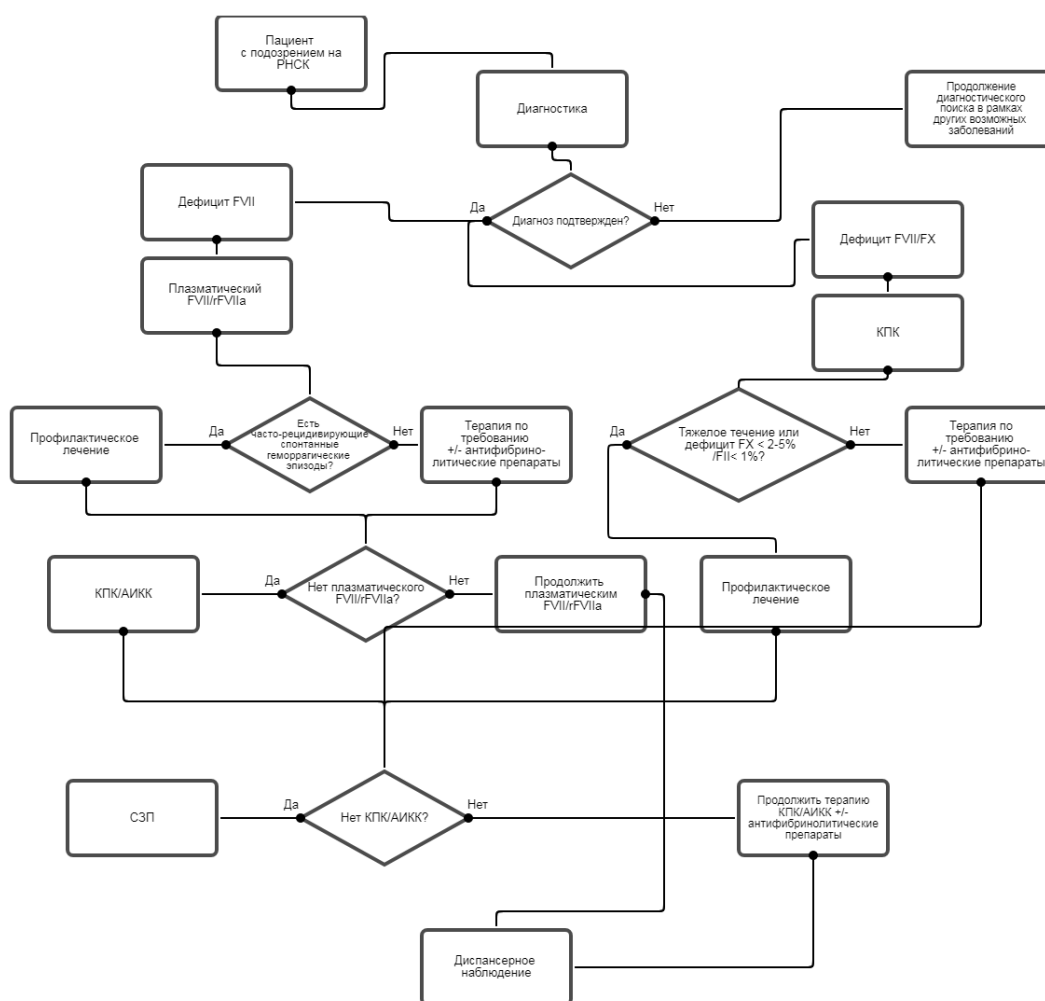 Пациент
с подозрением на
РНСК
Диагностика
Продолжение
диагностического
поиска в рамках
других возможных
заболеваний
Дефицит FVII
Да
Диагноз подтвержден?
Нет
Дефицит FVII/FX
Плазматический
FVII/rFVIIa
КПК
Профилактическое
лечение
Да
Есть
часто-рецидивирующие
спонтанные
геморрагические
эпизоды?
Нет
Терапия по
требованию
+/- антифибрино-
литические препараты
Да
Тяжелое течение или
дефицит FX < 2-5%
/FII< 1%?
Нет
Терапия по
требованию
+/- антифибрино-
литические препараты
КПК/АИКК
Да
Нет плазматического
FVII/rFVIIa?
Нет
Продолжить
плазматическим
FVII/rFVIIa
Профилактическое
лечение
СЗП
Да
Нет КПК/АИКК?
Нет
Продолжить терапию
КПК/АИКК +/-
антифибринолитические
препараты
Диспансерное
наблюдение